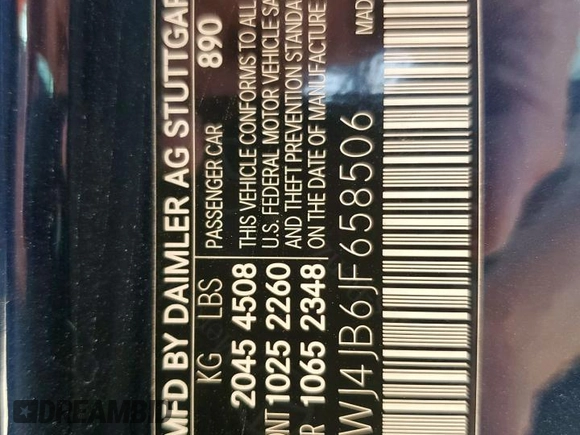 MFD BY DAIMLER AG STUTTGAR
890
KG LBS PASSENGER CAR
2045 4508 THIS VEHICLE CONFORMS TO ALL
1025 2260 U.S. FEDERAL MOTOR VEHICLE SA
AND THEFT PREVENTION STANDA
1065 2348 ON THE DATE OF MANUFACTURE
MAD
WJ4JB6JF658506
DREAMBID